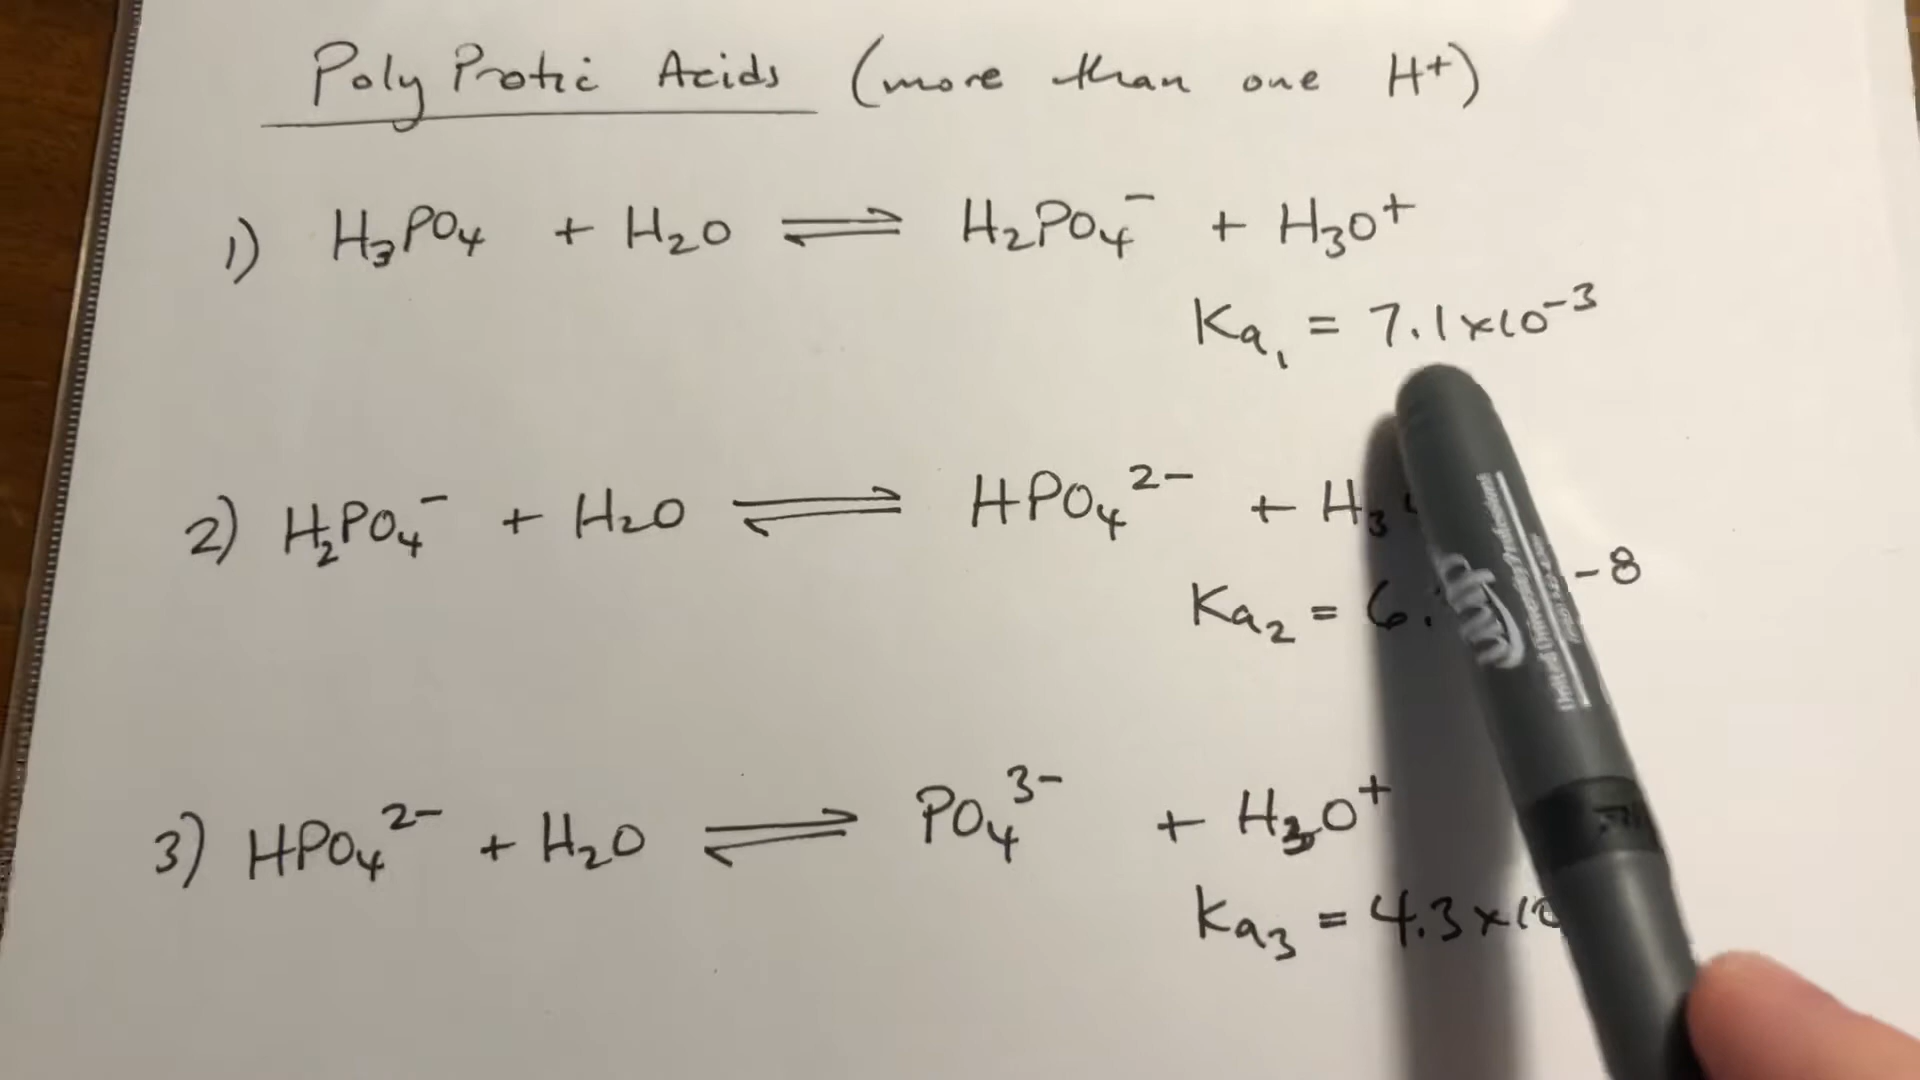 Poly Protic Acids (more than one H⁺)
1) H₃PO₄ + H₂O ⇌ H₂PO₄⁻ + H₃O⁺
Ka₁ = 7.1×10⁻³
2) H₂PO₄⁻ + H₂O ⇌ HPO₄²⁻ + H₃
Ka₂ = 6. ⁻⁸
3) HPO₄²⁻ + H₂O ⇌ PO₄³⁻ + H₃O⁺
Ka₃ = 4.3×10